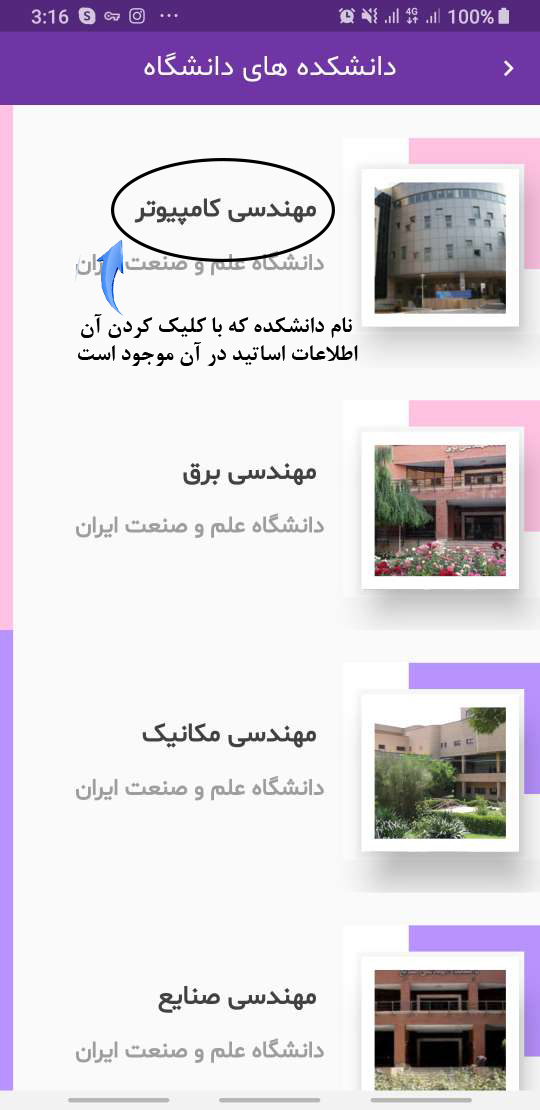 3:16 100%
4G
دانشکده های دانشگاه
مهندسی کامپیوتر
دانشگاه علم و صنعت ایران
نام دانشکده که با کلیک کردن آن
اطلاعات اساتید در آن موجود است
مهندسی برق
دانشگاه علم و صنعت ایران
مهندسی مکانیک
دانشگاه علم و صنعت ایران
مهندسی صنایع
دانشگاه علم و صنعت ایران